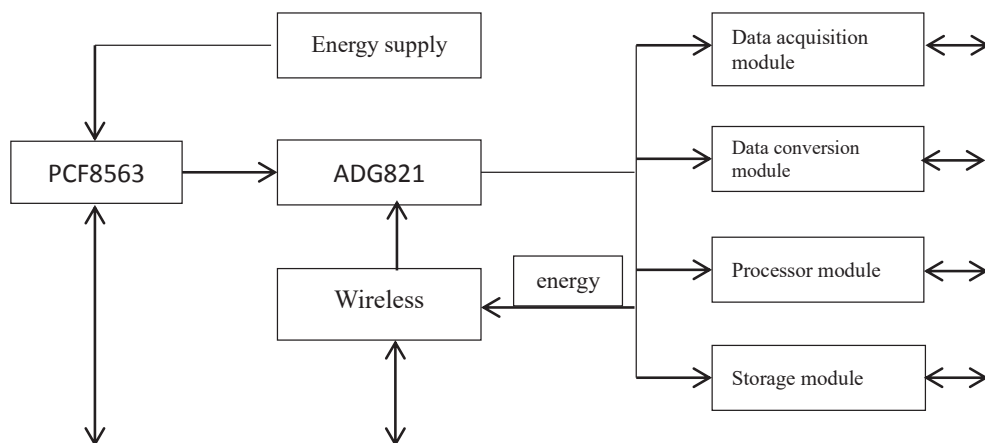 Energy supply
PCF8563
ADG821
Wireless
energy
Data acquisition
module
Data conversion
module
Processor module
Storage module